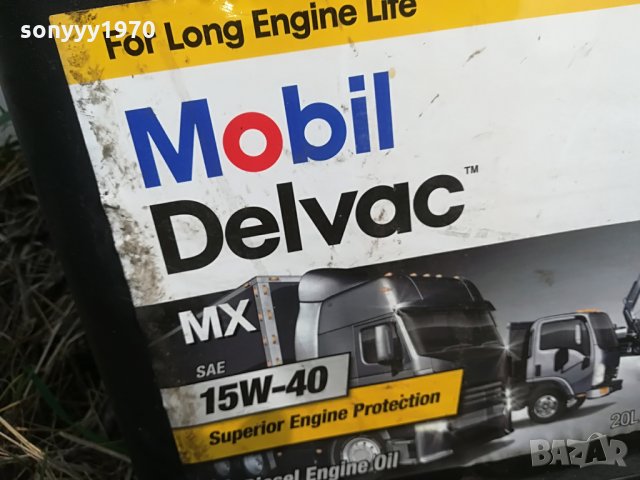 sonyyy1970
For Long Engine Life
Mobil
Delvac™
MX
SAE
15W-40
Superior Engine Protection
Diesel Engine Oil
20L
BAZAR